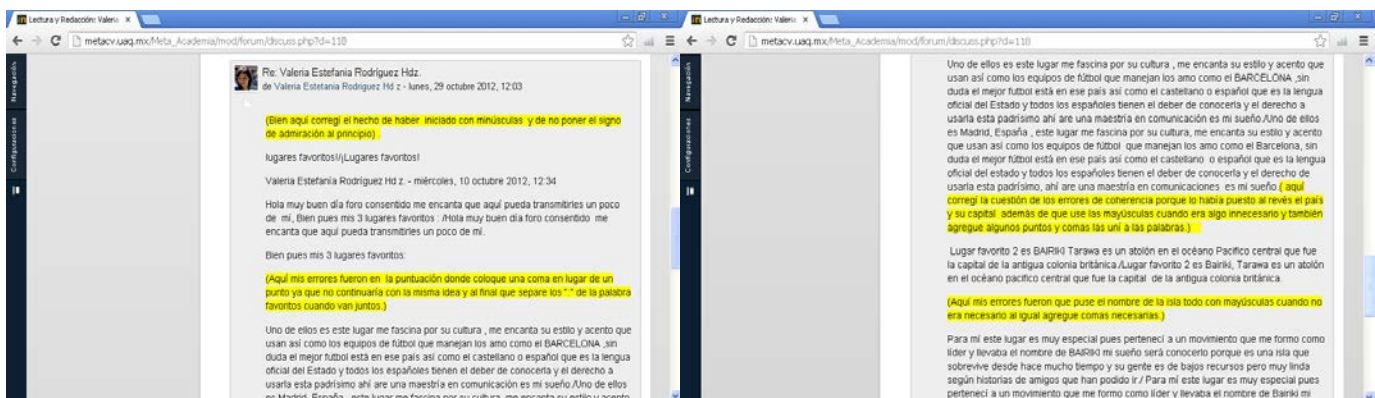 Lectura y Redacción: Valeria
metacv.uaq.mx/Meta_Academia/mod/forum/discuss.php?d=118
Navegación
Configuraciones
Re: Valeria Estefania Rodríguez Hdz.
de Valeria Estefania Rodriguez Hd z - lunes, 29 octubre 2012, 12:03
(Bien aquí corregí el hecho de haber iniciado con minúsculas y de no poner el signo
de admiración al principio) .
lugares favoritos!/¡Lugares favoritos!
Valeria Estefanía Rodríguez Hd z. - miércoles, 10 octubre 2012, 12:34
Hola muy buen día foro consentido me encanta que aquí pueda transmitirles un poco
de mí, Bien pues mis 3 lugares favoritos : /Hola muy buen día foro consentido me
encanta que aquí pueda transmitirles un poco de mí.
Bien pues mis 3 lugares favoritos:
(Aquí mis errores fueron en la puntuación donde coloque una coma en lugar de un
punto ya que no continuaría con la misma idea y al final que separe los ":" de la palabra
favoritos cuando van juntos.)
Uno de ellos es este lugar me fascina por su cultura , me encanta su estilo y acento que
usan así como los equipos de fútbol que manejan los amo como el BARCELONA ,sin
duda el mejor futbol está en ese país así como el castellano o español que es la lengua
oficial del Estado y todos los españoles tienen el deber de conocerla y el derecho a
usarla esta padrísimo ahí are una maestría en comunicación es mi sueño./Uno de ellos
es Madrid, España , este lugar me fascina por su cultura, me encanta su estilo y acento
Lectura y Redacción: Valeria
metacv.uaq.mx/Meta_Academia/mod/forum/discuss.php?d=118
Navegación
Configuraciones
Uno de ellos es este lugar me fascina por su cultura , me encanta su estilo y acento que
usan así como los equipos de fútbol que manejan los amo como el BARCELONA ,sin
duda el mejor futbol está en ese país así como el castellano o español que es la lengua
oficial del Estado y todos los españoles tienen el deber de conocerla y el derecho a
usarla esta padrísimo ahí are una maestría en comunicación es mi sueño./Uno de ellos
es Madrid, España , este lugar me fascina por su cultura, me encanta su estilo y acento
que usan así como los equipos de fútbol que manejan los amo como el Barcelona, sin
duda el mejor fútbol está en ese país así como el castellano o español que es la lengua
oficial del estado y todos los españoles tienen el deber de conocerla y el derecho de
usarla esta padrísimo, ahí are una maestría en comunicaciones es mi sueño.( aquí
corregí la cuestión de los errores de coherencia porque lo había puesto al revés el país
y su capital además de que use las mayúsculas cuando era algo innecesario y también
agregue algunos puntos y comas las uní a las palabras.)
Lugar favorito 2 es BAIRIKI Tarawa es un atolón en el océano Pacífico central que fue
la capital de la antigua colonia británica./Lugar favorito 2 es Bairiki, Tarawa es un atolón
en el océano pacifico central que fue la capital de la antigua colonia británica.
(Aquí mis errores fueron que puse el nombre de la isla todo con mayúsculas cuando no
era necesario al igual agregue comas necesarias.)
Para mí este lugar es muy especial pues pertenecí a un movimiento que me formo como
líder y llevaba el nombre de BAIRIKI mi sueño será conocerlo porque es una isla que
sobrevive desde hace mucho tiempo y su gente es de bajos recursos pero muy linda
según historias de amigos que han podido ir./ Para mí este lugar es muy especial pues
pertenecí a un movimiento que me formo como líder y llevaba el nombre de Bairiki mi